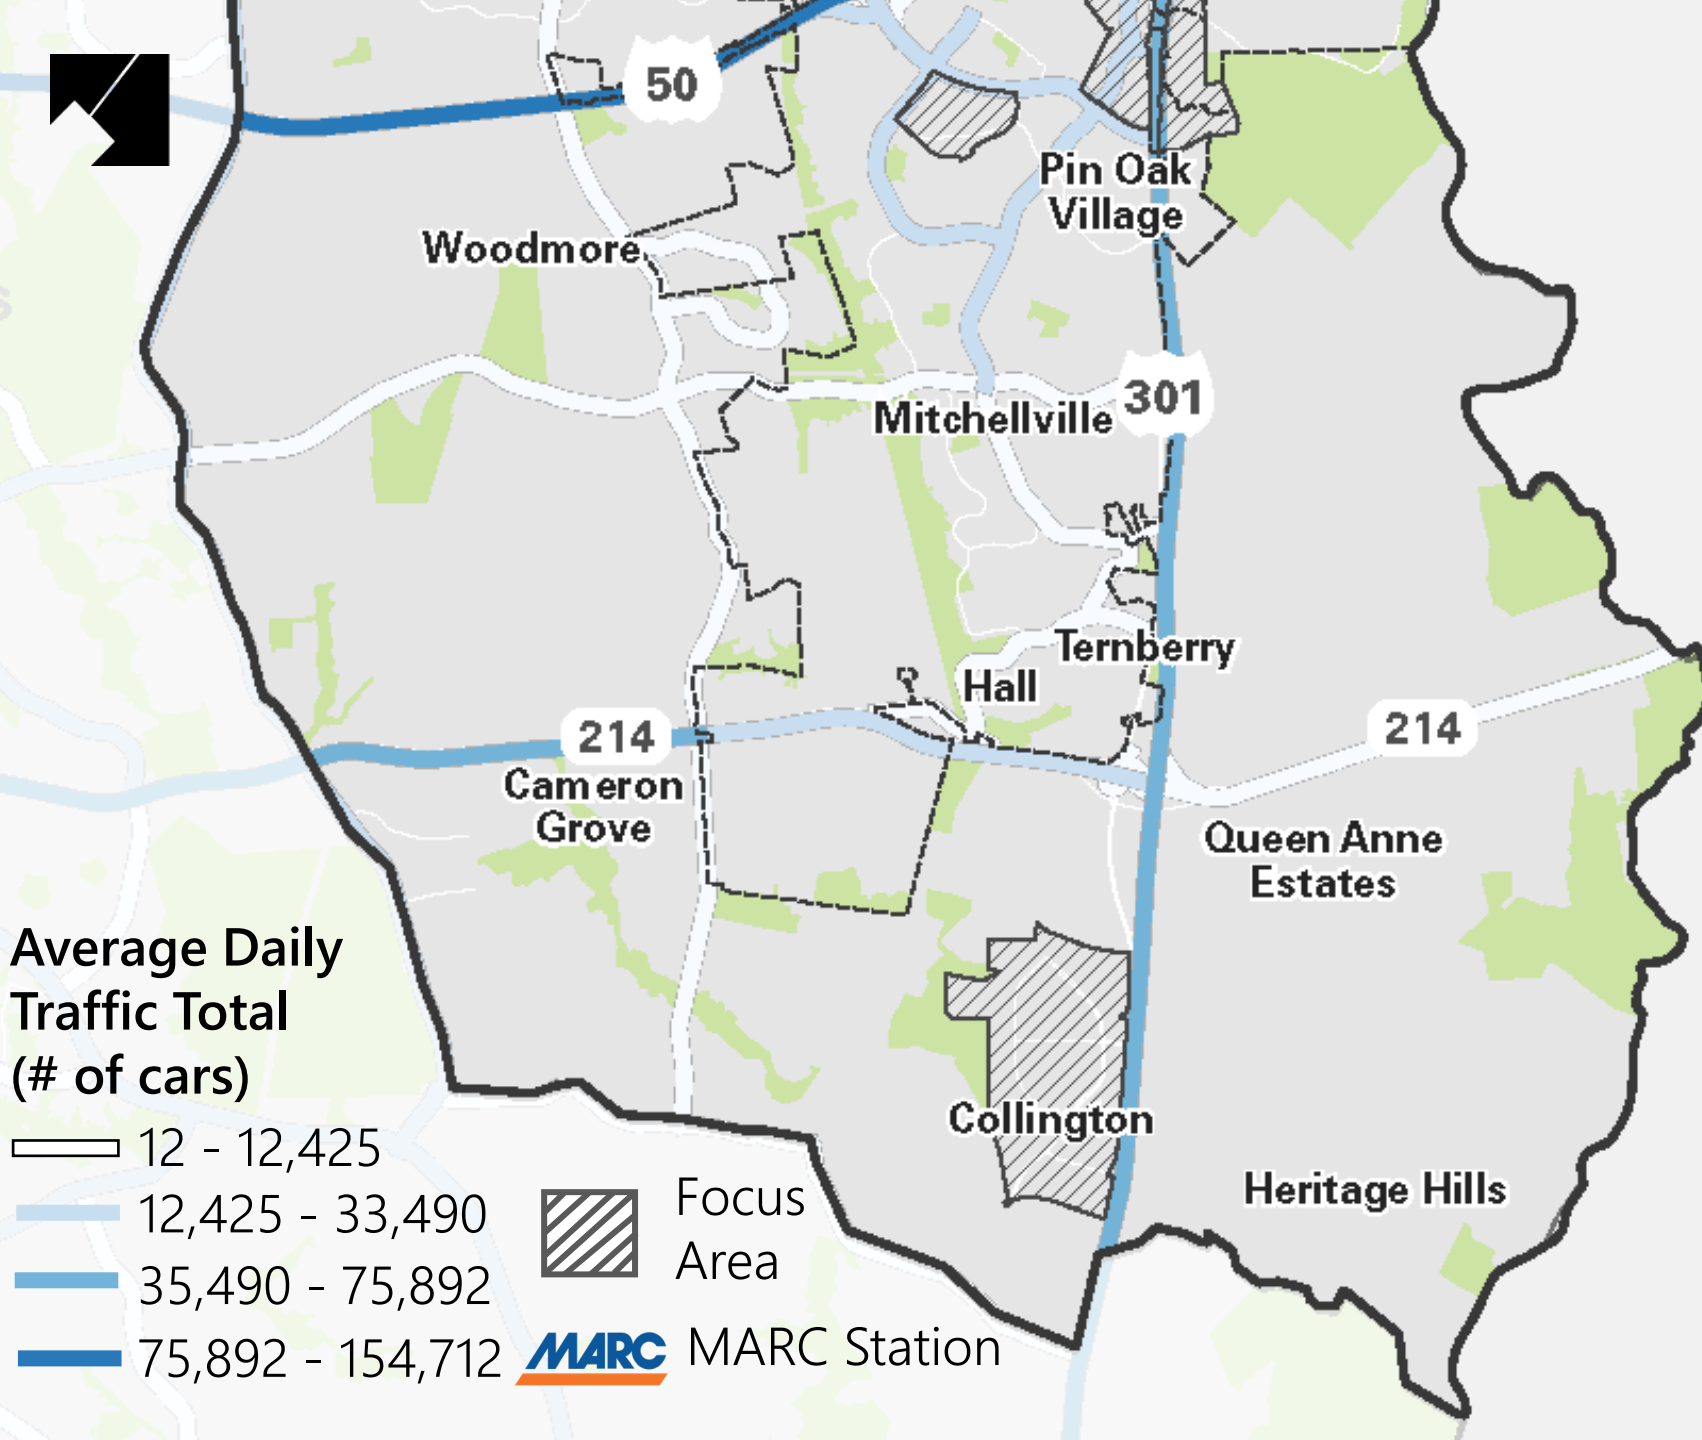 50
Pin Oak
Village
Woodmore
301
Mitchellville
Ternberry
Hall
214
214
Cameron
Grove
Queen Anne
Estates
Collington
Heritage Hills
Average Daily
Traffic Total
(# of cars)
12 - 12,425
12,425 - 33,490
35,490 - 75,892
75,892 - 154,712
Focus
Area
MARC MARC Station